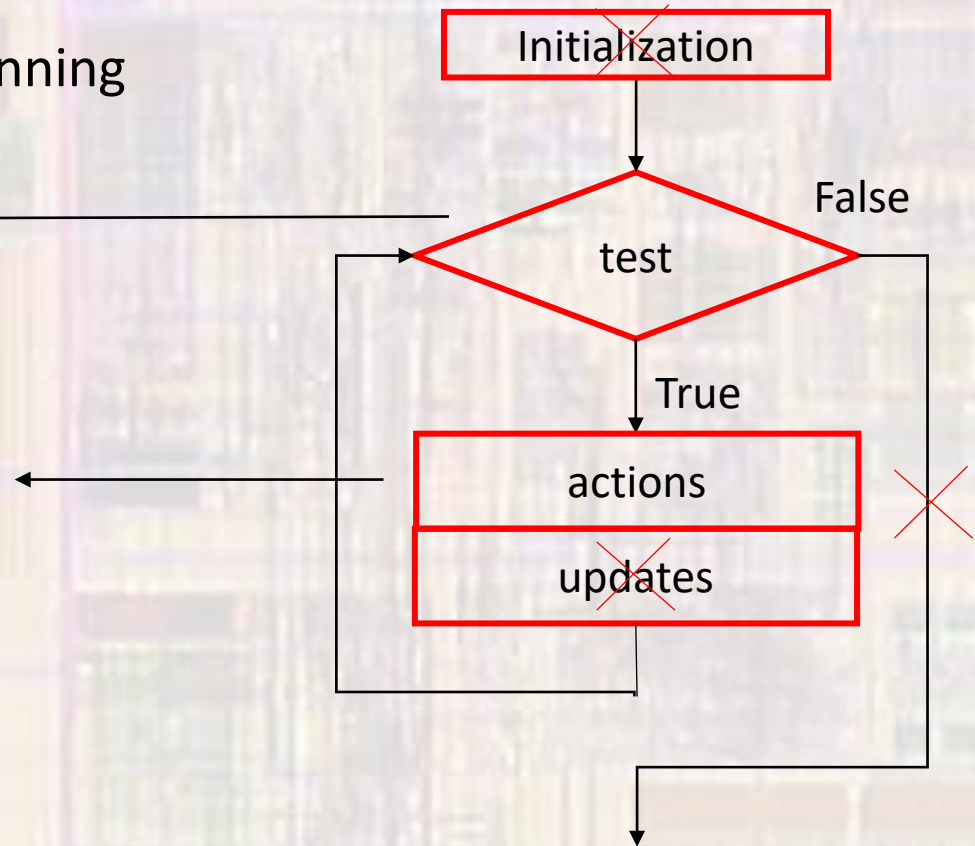 Initialization
nning
False
test
True
actions
updates